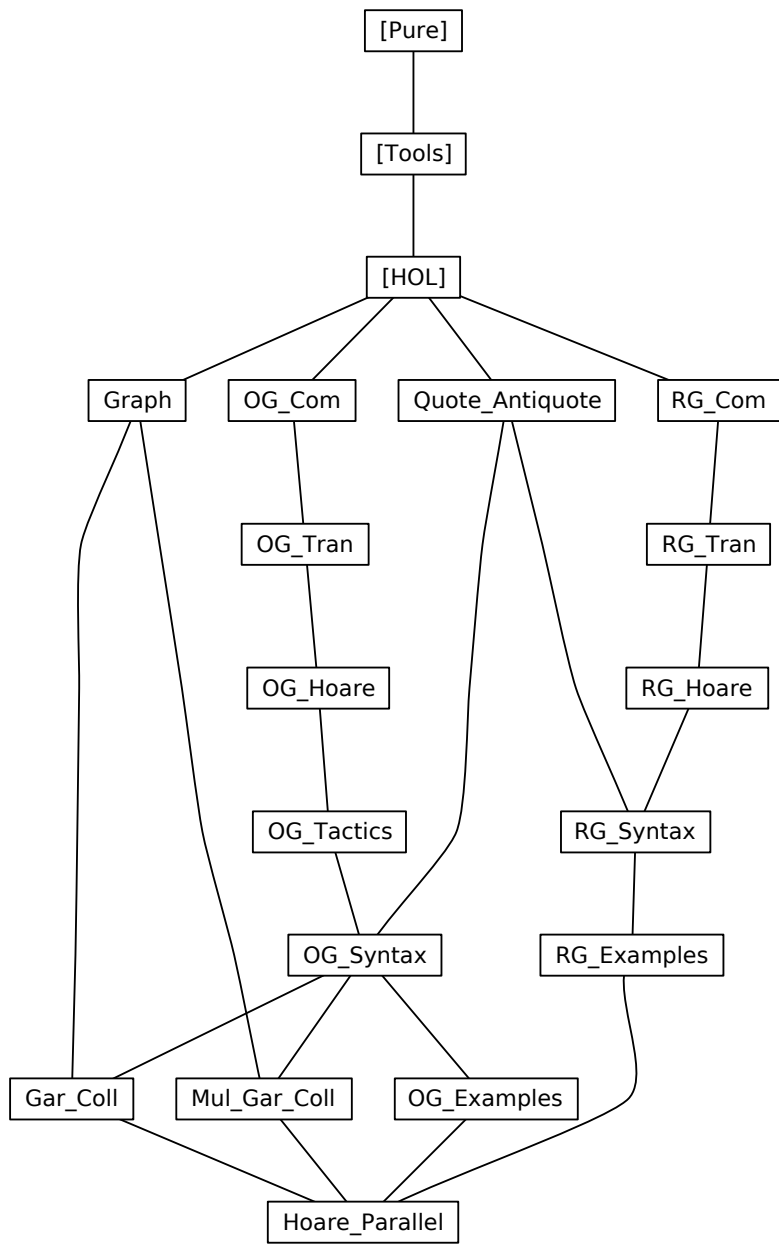 [Pure]
[Tools]
[HOL]
Graph
OG_Com
Quote_Antiquote
RG_Com
OG_Tran
RG_Tran
OG_Hoare
RG_Hoare
OG_Tactics
RG_Syntax
OG_Syntax
RG_Examples
Gar_Coll
Mul_Gar_Coll
OG_Examples
Hoare_Parallel